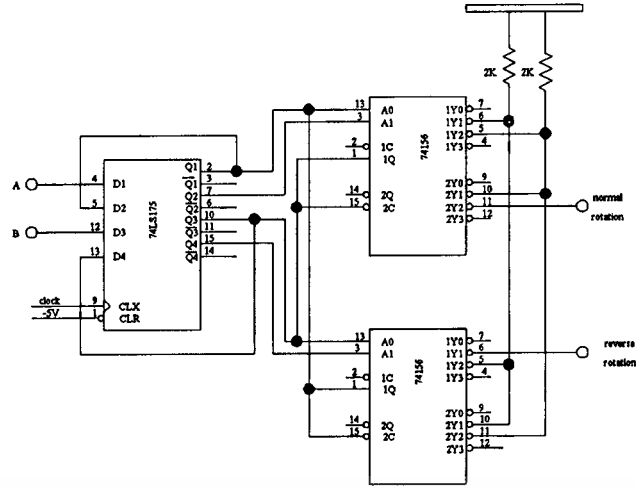 2K
2K
13 A0 1Y0 7
3 A1 1Y1 6
1Y2 5
2 1C 1Y3 4
1 1Q
74156
14 2Q 2Y0 9
15 2C 2Y1 10
2Y2 11
2Y3 12
normal
rotation
A 4 D1 Q1 2
Q1 3
5 D2 Q2 7
Q2 6
B 12 D3 Q3 10
Q3 11
13 D4 Q4 15
Q4 14
74LS175
clock 9 CLX
-5V 1 CLR
13 A0 1Y0 7
3 A1 1Y1 6
1Y2 5
2 1C 1Y3 4
1 1Q
74156
14 2Q 2Y0 9
15 2C 2Y1 10
2Y2 11
2Y3 12
reverse
rotation